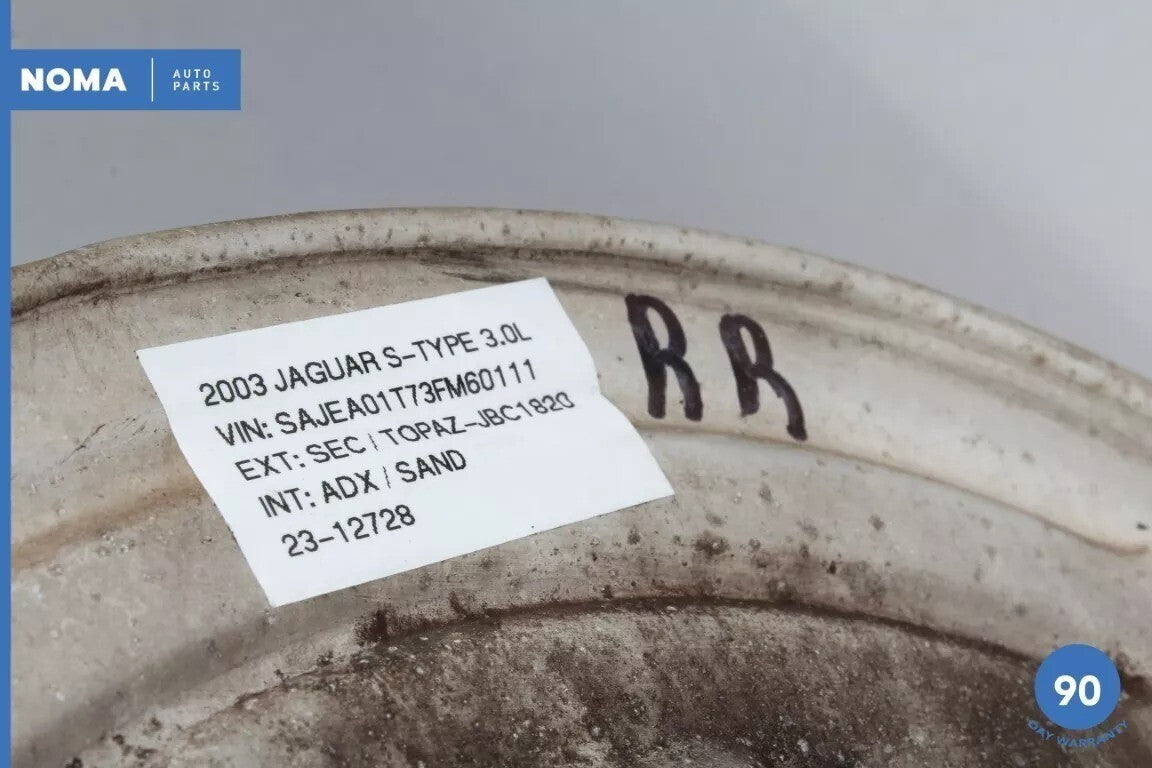 NOMA
AUTO
PARTS
2003 JAGUAR S-TYPE 3.0L
VIN: SAJEA01T73FM60111
EXT: SEC / TOPAZ-JBC1820
INT: ADX / SAND
23-12728
RR
90
DAY WARRANTY